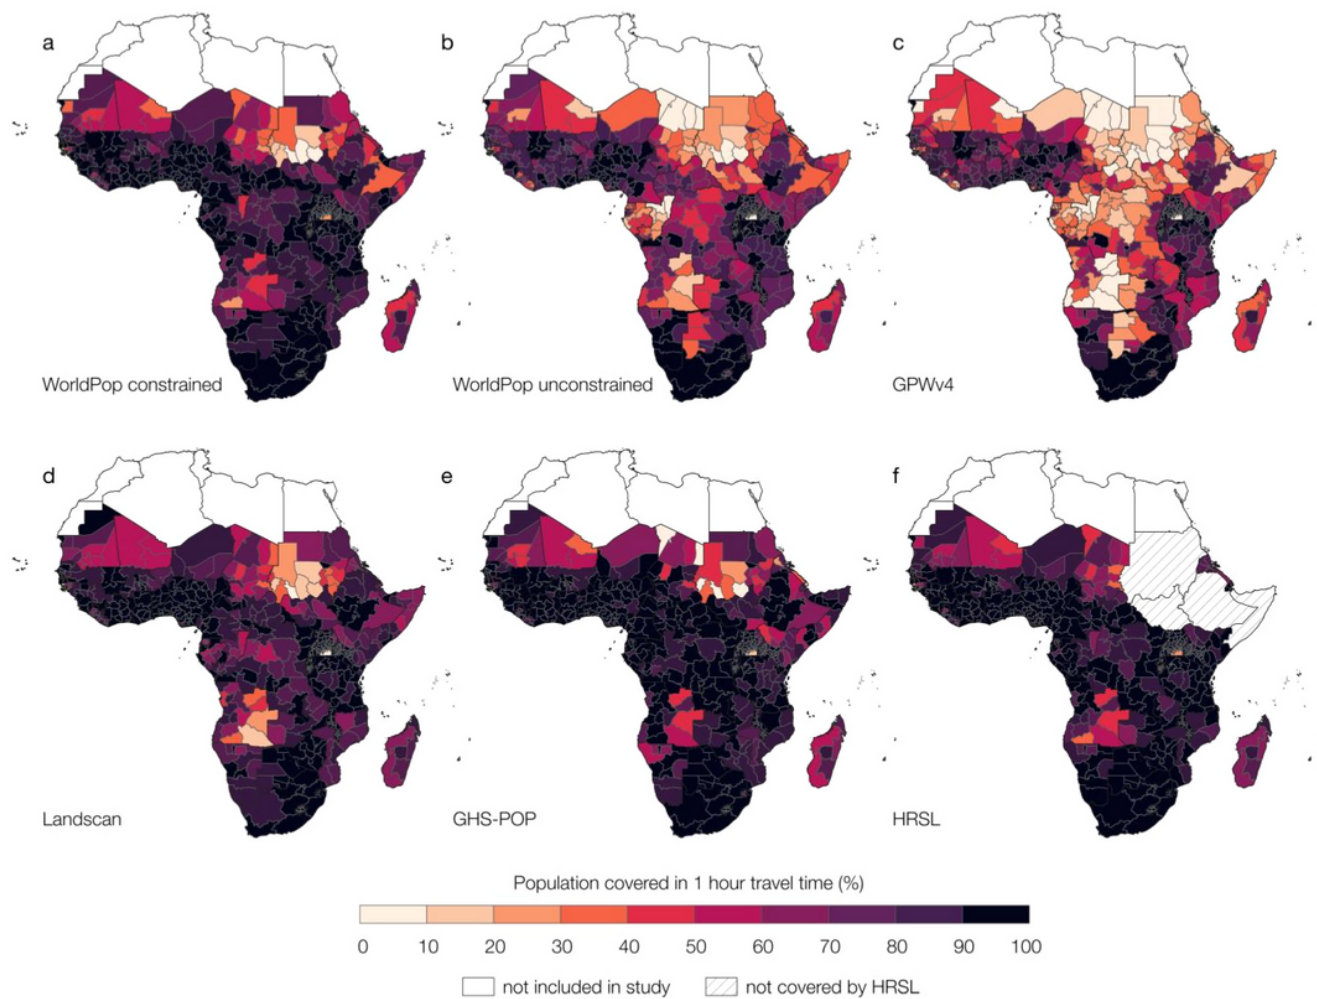 a
b
c
WorldPop constrained
WorldPop unconstrained
GPWv4
d
e
f
Landscan
GHS-POP
HRSL
Population covered in 1 hour travel time (%)
0 10 20 30 40 50 60 70 80 90 100
not included in study
not covered by HRSL